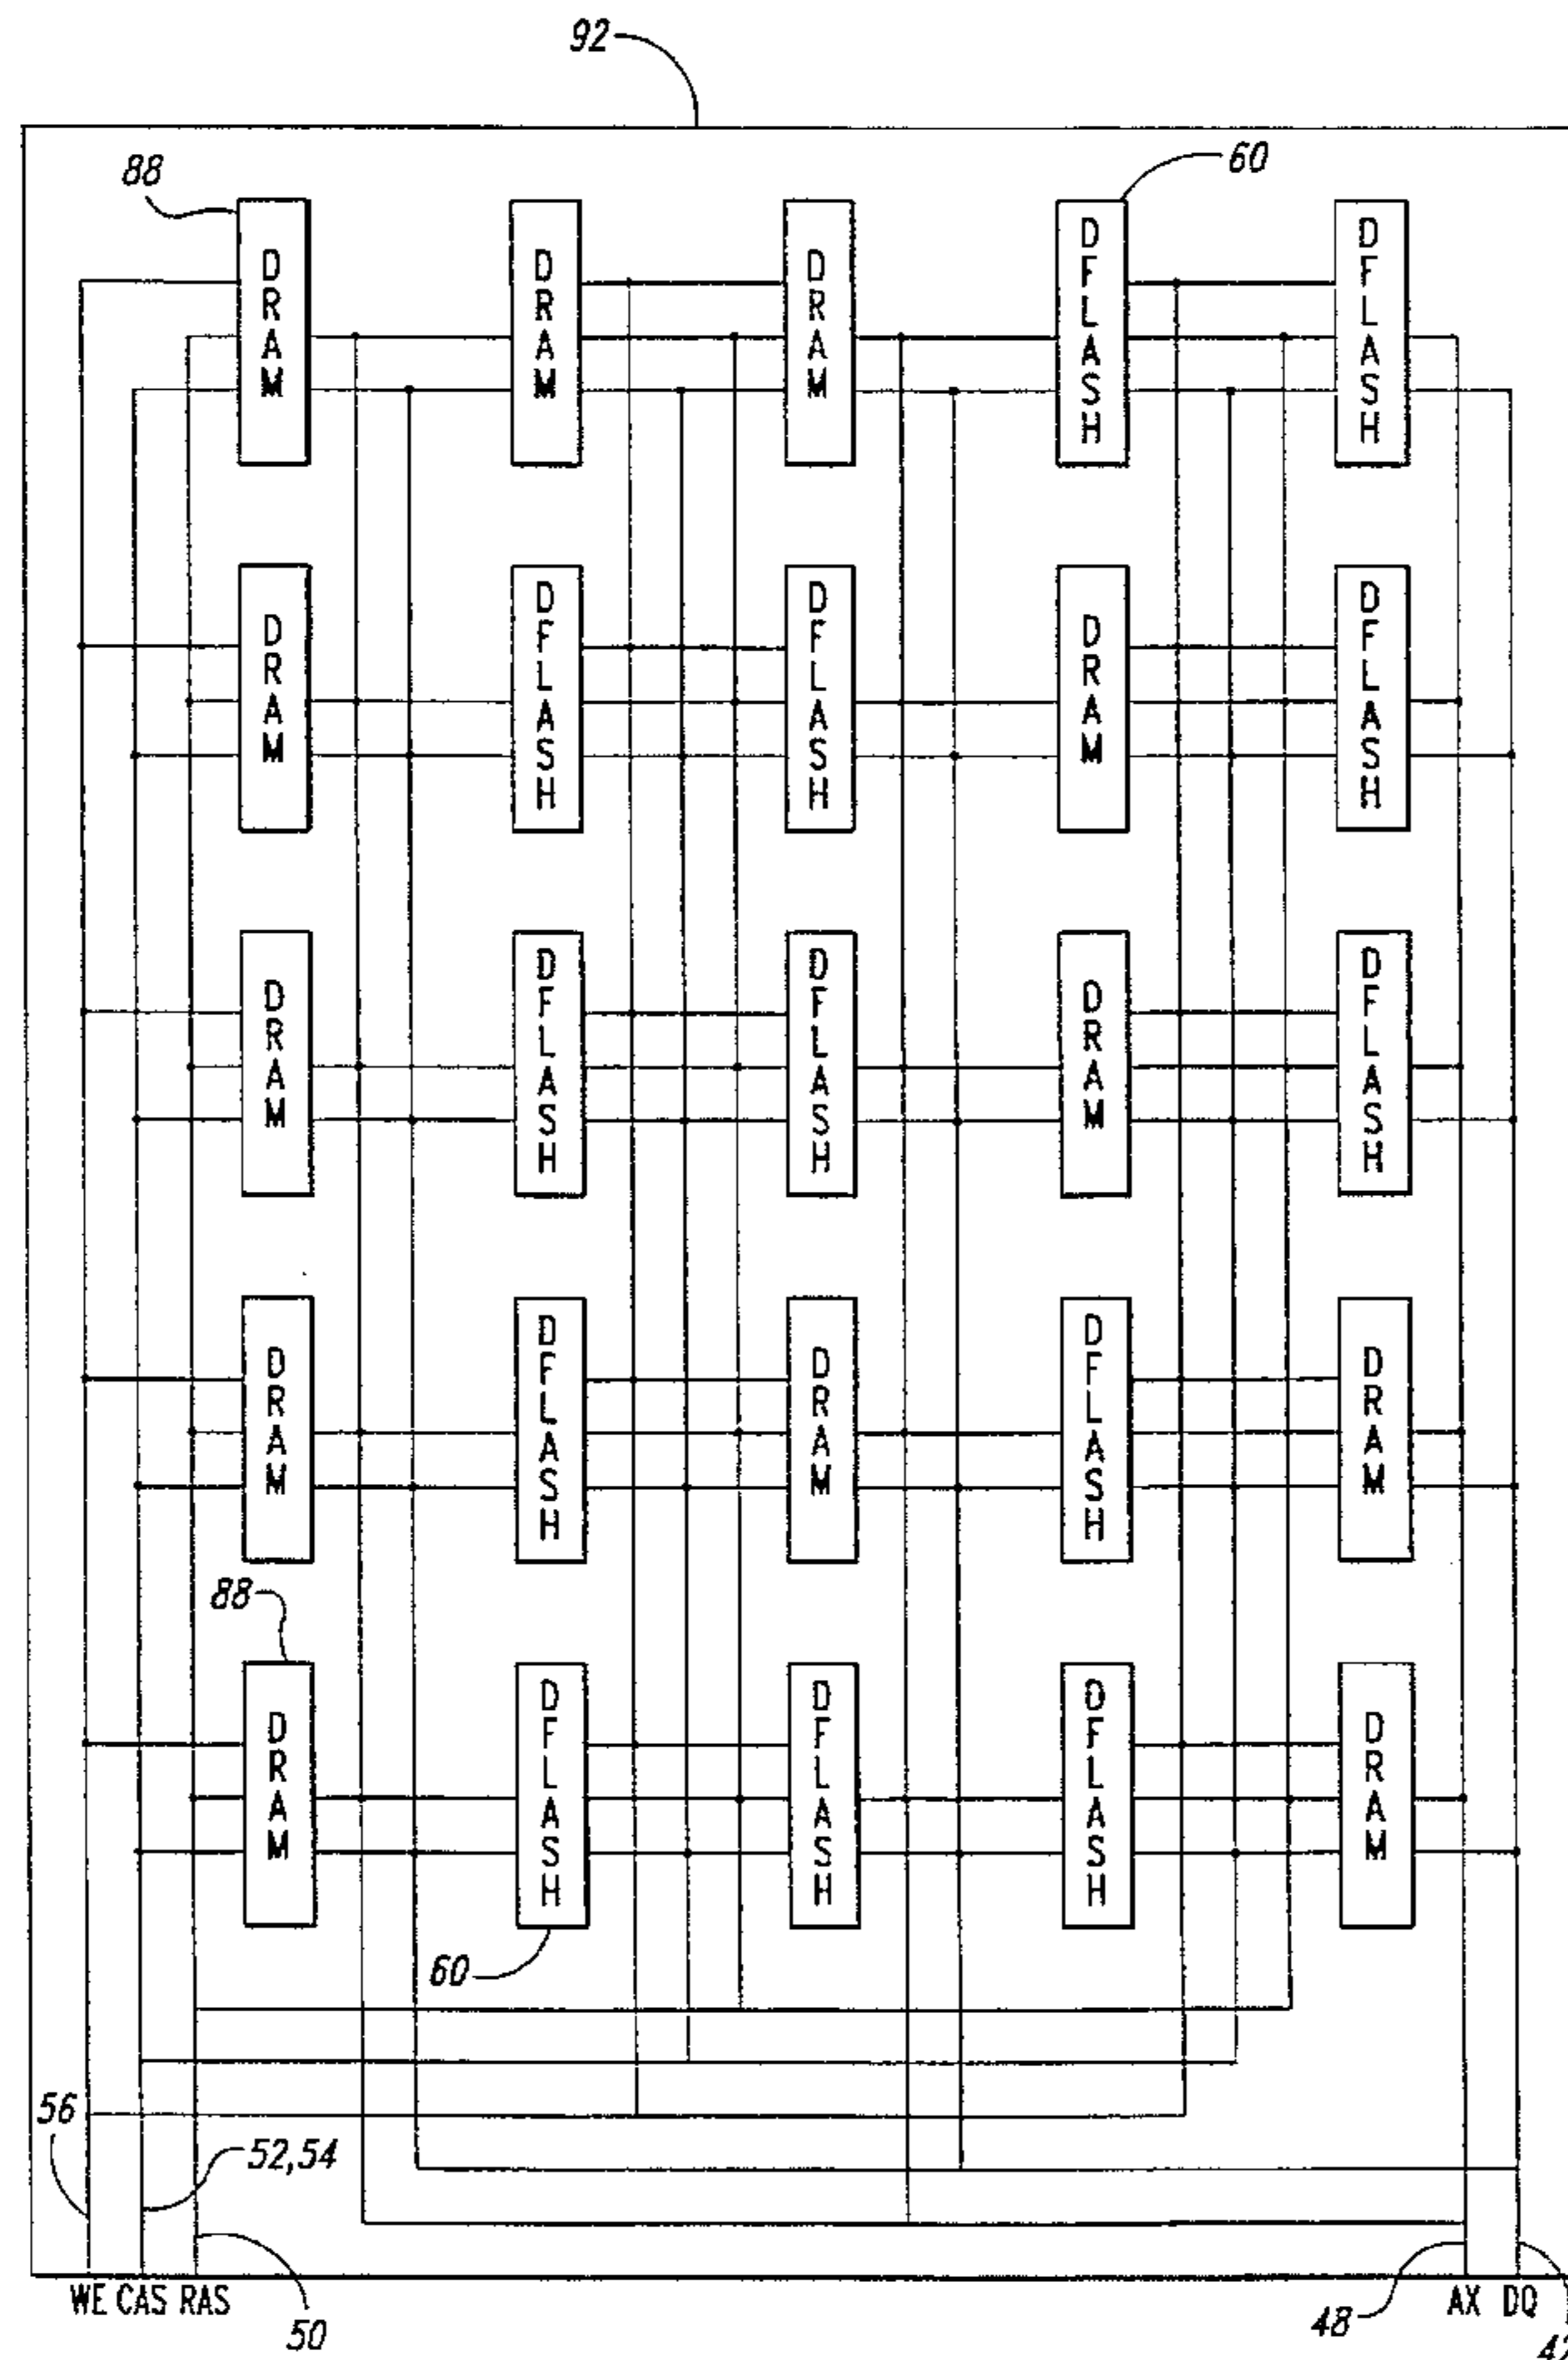 92
88
60
DRAM DRAM DRAM DFLASH DFLASH
DRAM DFLASH DFLASH DRAM DFLASH
DRAM DFLASH DFLASH DRAM DFLASH
DRAM DFLASH DRAM DFLASH DRAM
88
DRAM DFLASH DFLASH DFLASH DRAM
60
56
52,54
WE CAS RAS
AX DQ
50
48